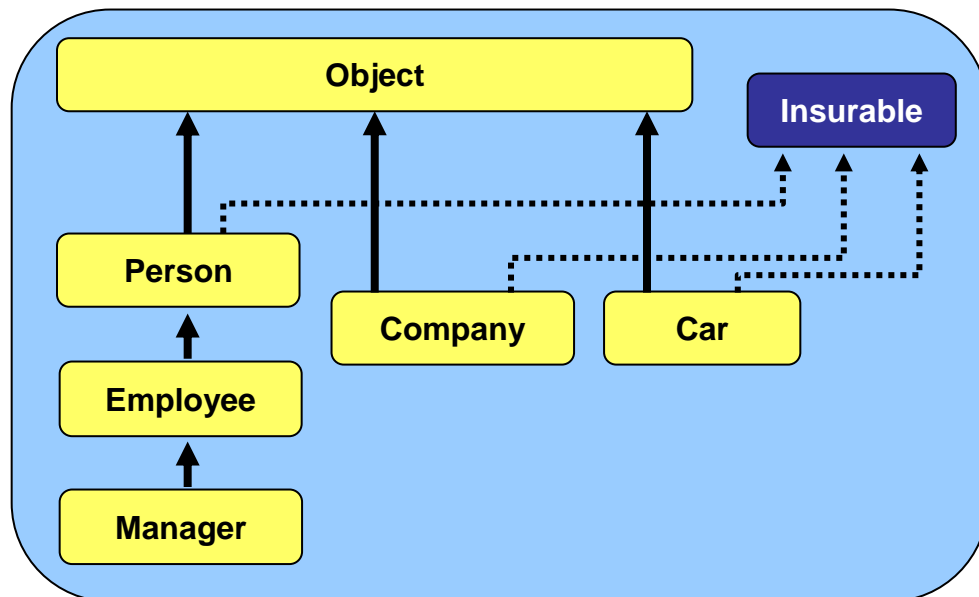 Object
Insurable
Person
Company
Car
Employee
Manager